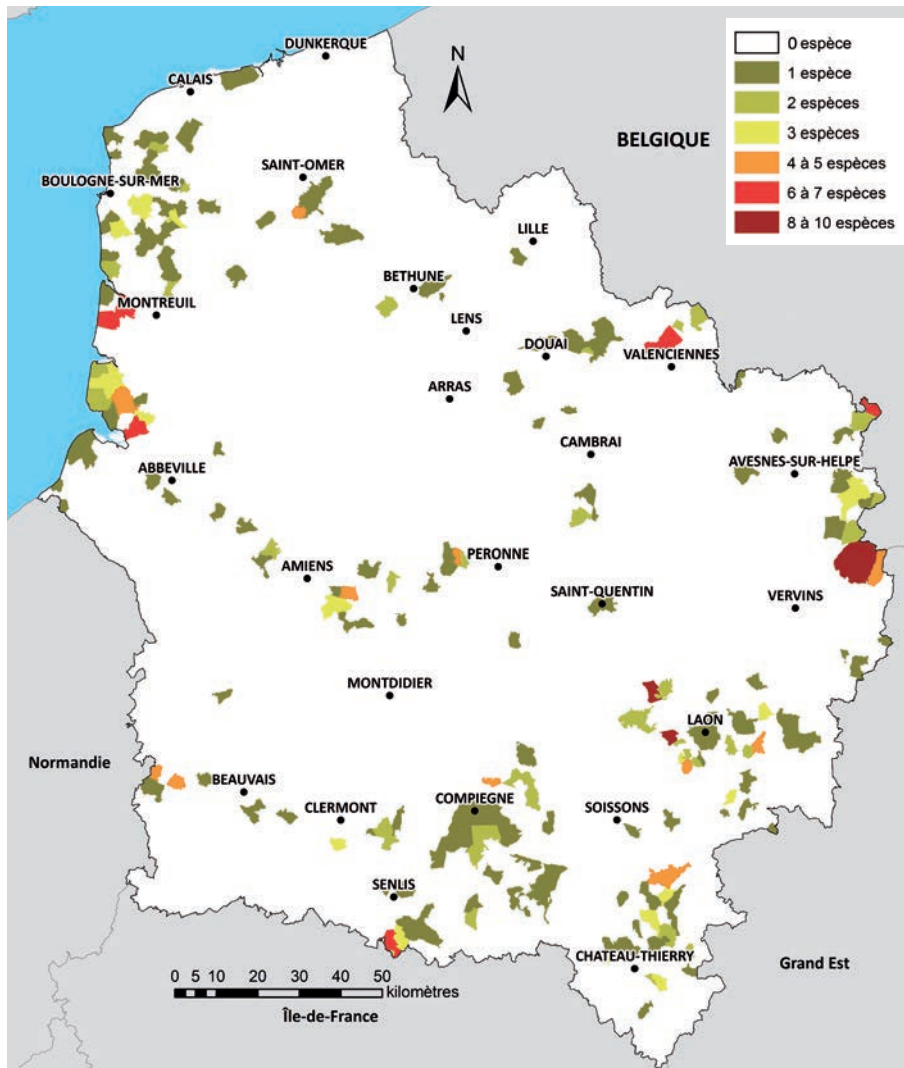 DUNKERQUE
CALAIS
N
BELGIQUE
0 espèce
1 espèce
2 espèces
3 espèces
4 à 5 espèces
6 à 7 espèces
8 à 10 espèces
SAINT-OMER
BOULOGNE-SUR-MER
LILLE
BETHUNE
MONTREUIL
LENS
DOUAI
VALENCIENNES
ARRAS
CAMBRAI
AVESNES-SUR-HELPE
ABBEVILLE
PERONNE
AMIENS
SAINT-QUENTIN
VERVINS
MONTDIDIER
LAON
Normandie
BEAUVAIS
CLERMONT
COMPIEGNE
SOISSONS
SENLIS
CHATEAU-THIERRY
Grand Est
0 5 10 20 30 40 50
kilomètres
Île-de-France